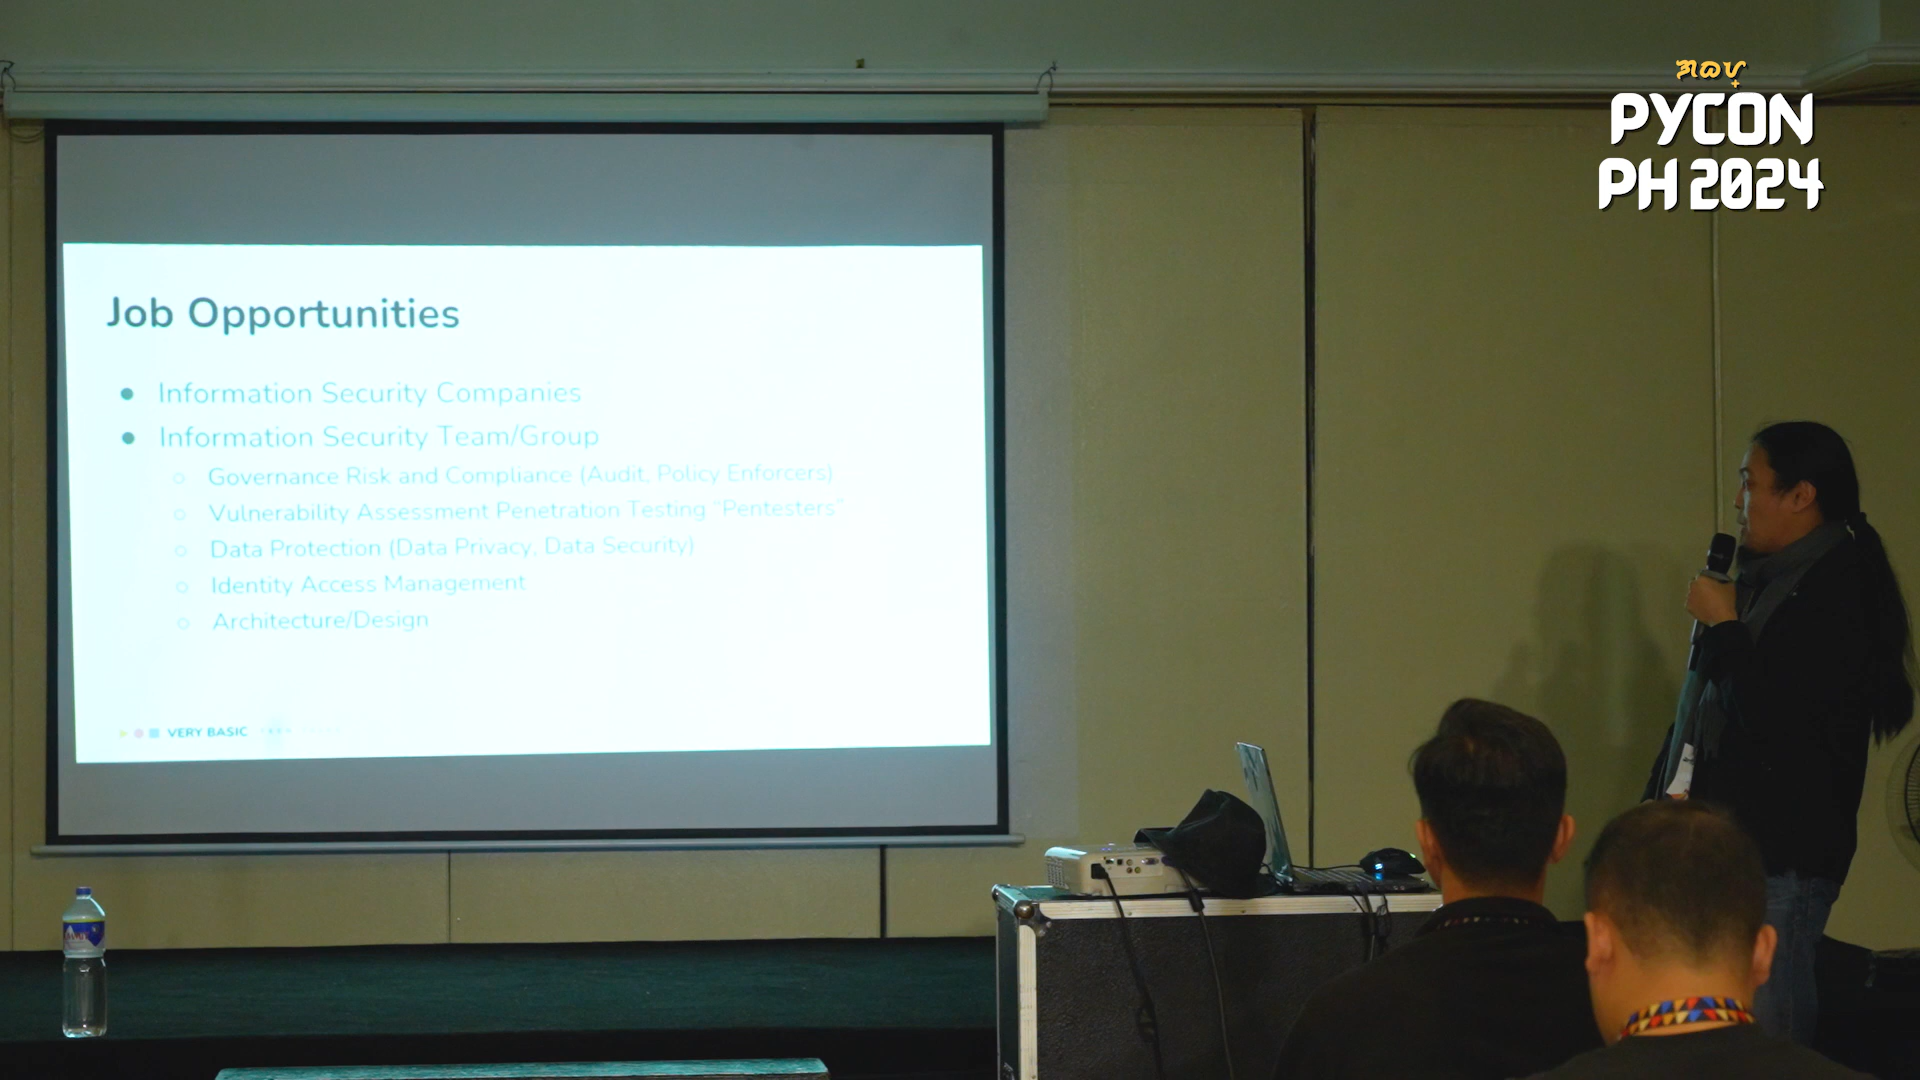 Job Opportunities
● Information Security Companies
● Information Security Team/Group
○ Governance Risk and Compliance (Audit, Policy Enforcers)
○ Vulnerability Assessment Penetration Testing "Pentesters"
○ Data Protection (Data Privacy, Data Security)
○ Identity Access Management
○ Architecture/Design
VERY BASIC
PYCON
PH 2024